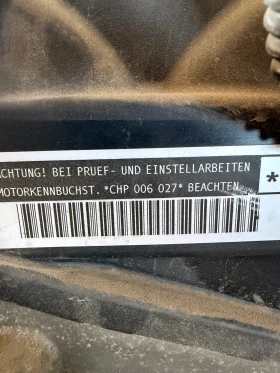 ACHTUNG! BEI PRUEF- UND EINSTELLARBEITEN
MOTORKENNBUCHST. *CHP 006 027* BEACHTEN
*